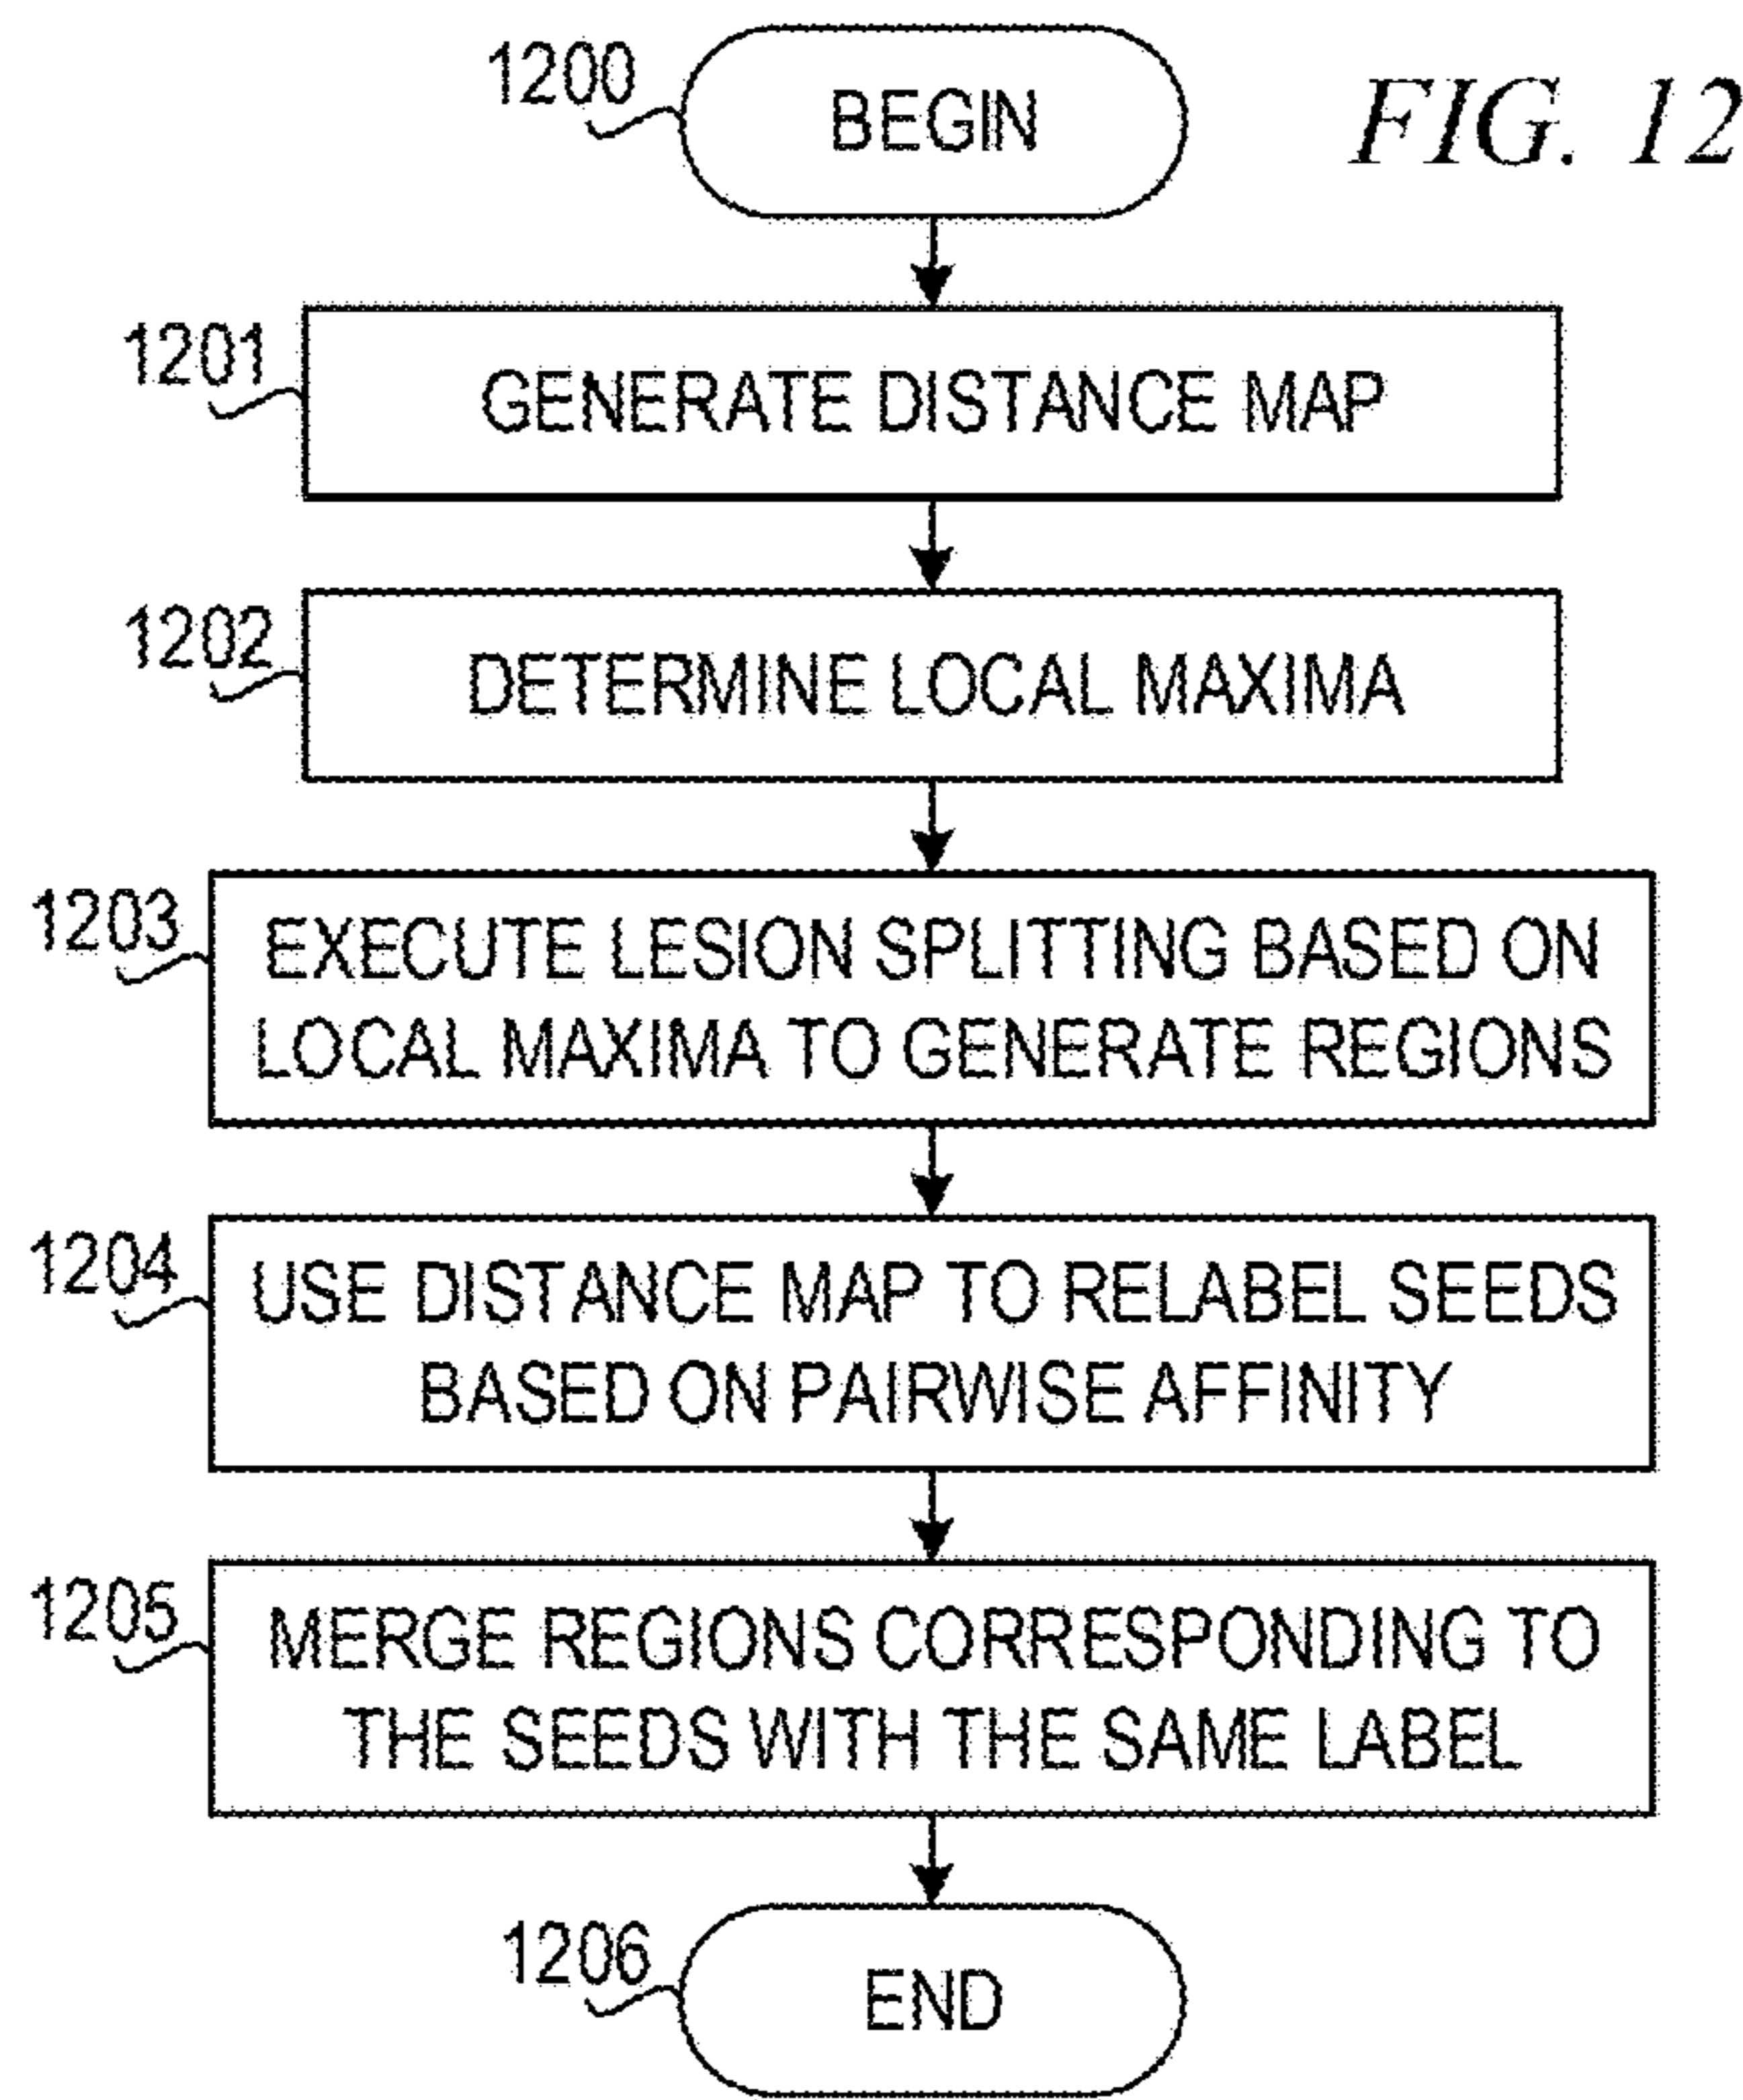 1200
BEGIN
FIG. 12
1201
GENERATE DISTANCE MAP
1202
DETERMINE LOCAL MAXIMA
1203
EXECUTE LESION SPLITTING BASED ON
LOCAL MAXIMA TO GENERATE REGIONS
1204
USE DISTANCE MAP TO RELABEL SEEDS
BASED ON PAIRWISE AFFINITY
1205
MERGE REGIONS CORRESPONDING TO
THE SEEDS WITH THE SAME LABEL
1206
END